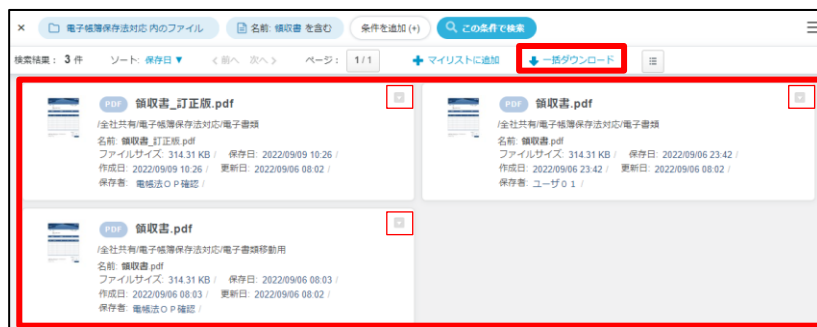 × 電子帳簿保存法対応 内のファイル 名前: 領収書 を含む 条件を追加 (+) この条件で検索
検索結果： 3 件 ソート: 保存日 ▼ < 前へ 次へ > ページ： 1 / 1 + マイリストに追加 一括ダウンロード
PDF 領収書_訂正版.pdf
/全社共有/電子帳簿保存法対応/電子書類
名前: 領収書_訂正版.pdf
ファイルサイズ: 314.31 KB / 保存日: 2022/09/09 10:26 /
作成日: 2022/09/09 10:26 / 更新日: 2022/09/06 08:02 /
保存者: 電帳法ＯＰ確認 /
PDF 領収書.pdf
/全社共有/電子帳簿保存法対応/電子書類
名前: 領収書.pdf
ファイルサイズ: 314.31 KB / 保存日: 2022/09/06 23:42 /
作成日: 2022/09/06 23:42 / 更新日: 2022/09/06 08:02 /
保存者: ユーザ０１ /
PDF 領収書.pdf
/全社共有/電子帳簿保存法対応/電子書類移動用
名前: 領収書.pdf
ファイルサイズ: 314.31 KB / 保存日: 2022/09/06 08:03 /
作成日: 2022/09/06 08:03 / 更新日: 2022/09/06 08:02 /
保存者: 電帳法ＯＰ確認 /